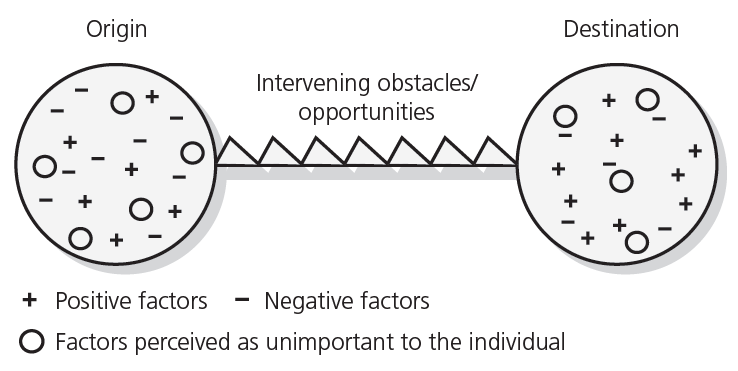 Origin
Destination
Intervening obstacles/
opportunities
+ Positive factors – Negative factors
Factors perceived as unimportant to the individual